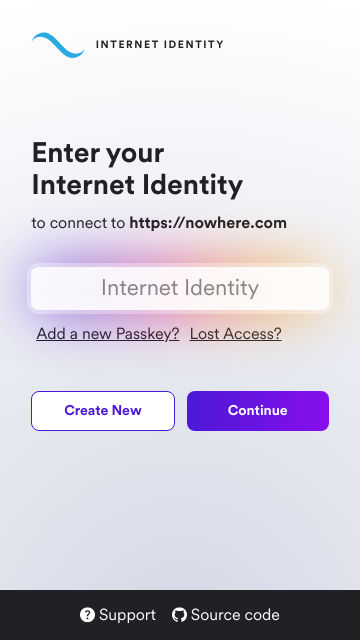 INTERNET IDENTITY
Enter your
Internet Identity
to connect to https://nowhere.com
Internet Identity
Add a new Passkey? Lost Access?
Create New Continue
Support Source code